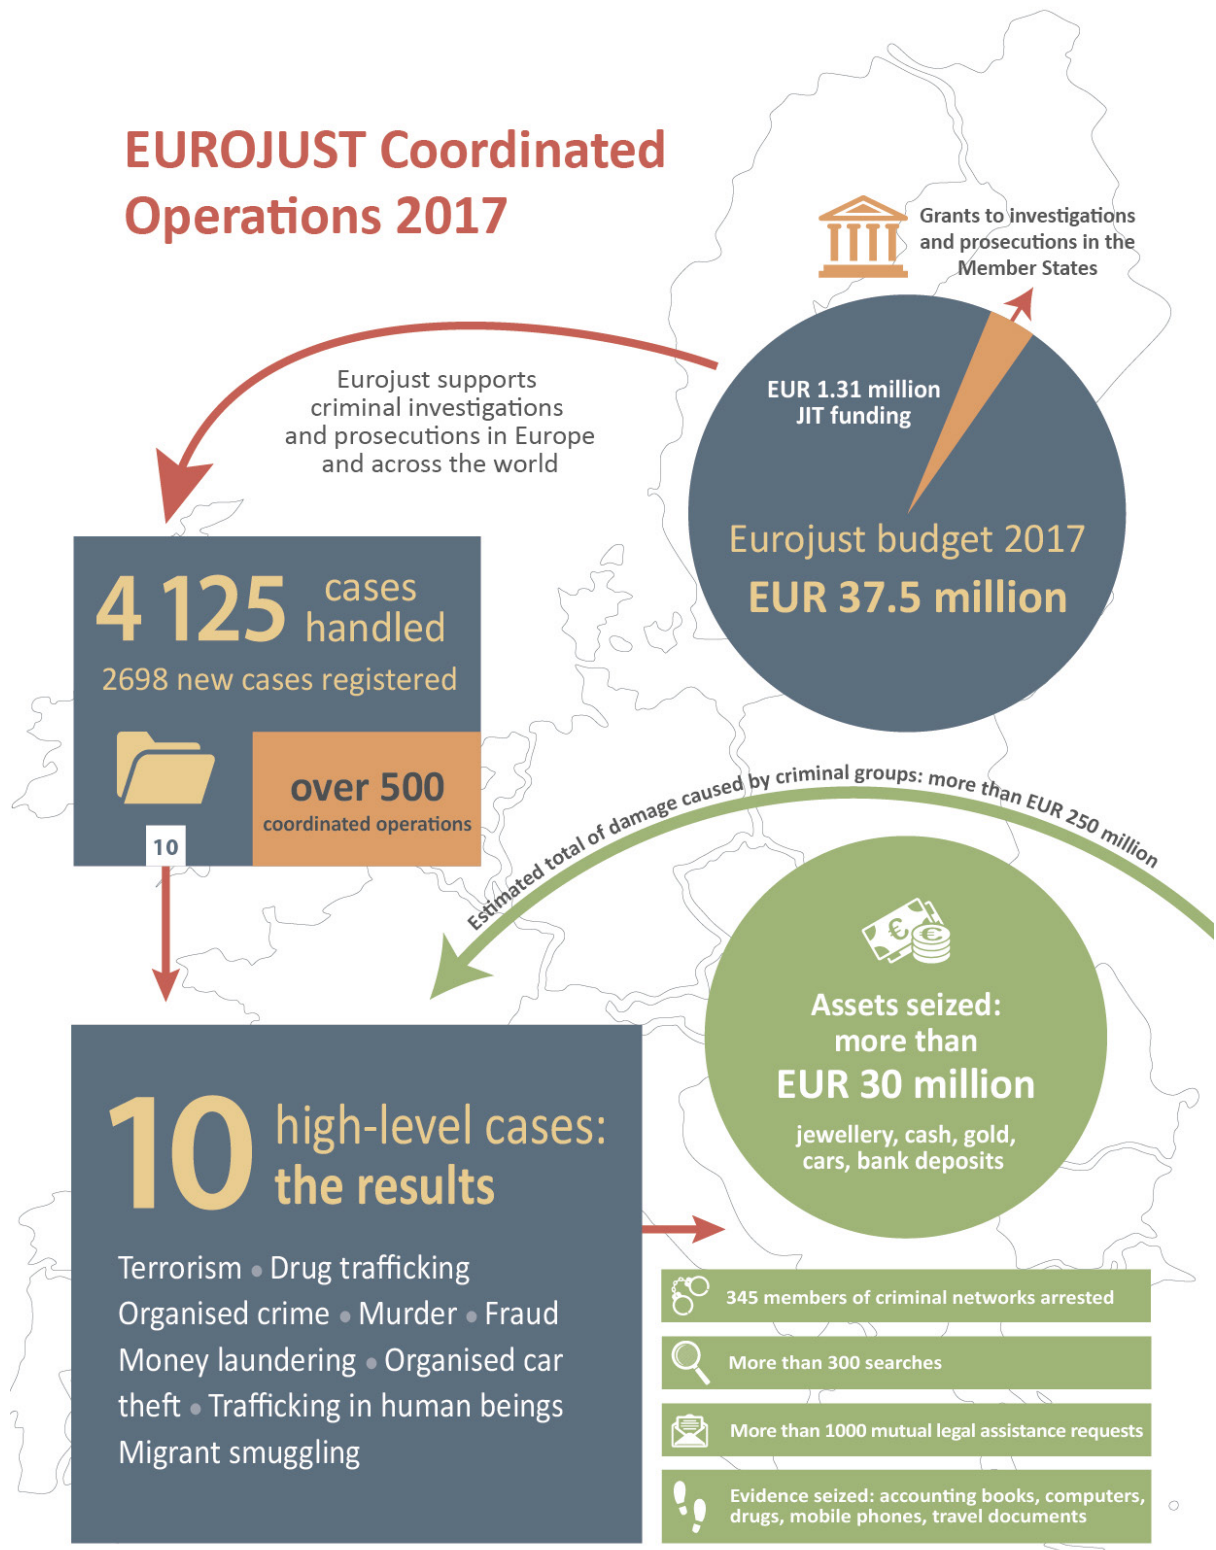 EUROJUST Coordinated
Operations 2017
Grants to investigations
and prosecutions in the
Member States
EUR 1.31 million
JIT funding
Eurojust budget 2017
EUR 37.5 million
Eurojust supports
criminal investigations
and prosecutions in Europe
and across the world
4 125 cases
handled
2698 new cases registered
over 500
coordinated operations
10
Estimated total of damage caused by criminal groups: more than EUR 250 million
Assets seized:
more than
EUR 30 million
jewellery, cash, gold,
cars, bank deposits
10 high-level cases:
the results
Terrorism • Drug trafficking
Organised crime • Murder • Fraud
Money laundering • Organised car
theft • Trafficking in human beings
Migrant smuggling
345 members of criminal networks arrested
More than 300 searches
More than 1000 mutual legal assistance requests
Evidence seized: accounting books, computers,
drugs, mobile phones, travel documents